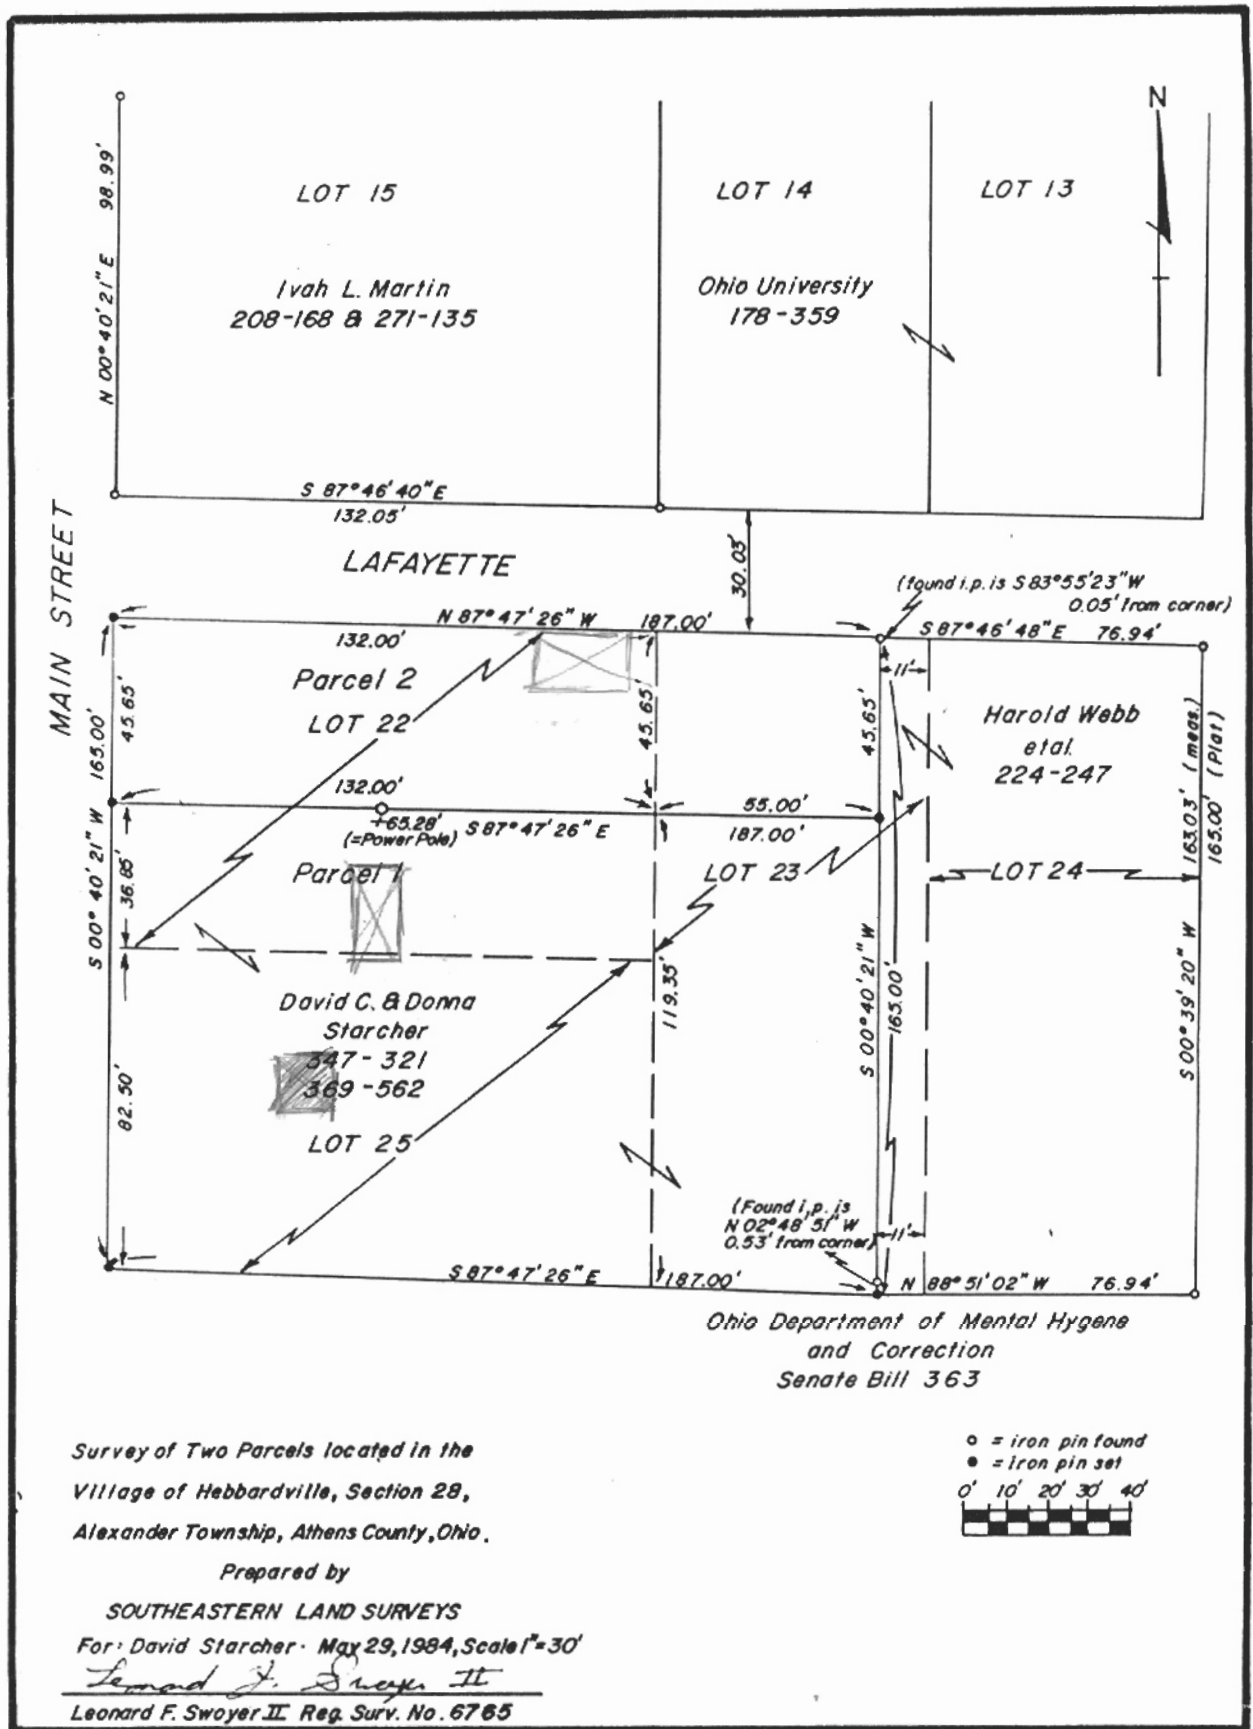 N
98.99'
N 00° 40' 21" E
LOT 15
LOT 14
LOT 13
Ivah L. Martin
208-168 & 271-135
Ohio University
178-359
S 87° 46' 40" E
132.05'
MAIN STREET
LAFAYETTE
30.03'
(found i.p. is S 83° 55' 23" W
0.05' from corner)
N 87° 47' 26" W 187.00'
S 87° 46' 48" E 76.94'
132.00'
11'
Parcel 2
LOT 22
45.65'
165.00'
45.65'
45.65'
Harold Webb
etal.
224-247
163.03' (meas.)
165.00' (Plat)
132.00'
55.00'
+65.28'
(=Power Pole)
S 87° 47' 26" E
187.00'
36.85'
S 00° 40' 21" W
Parcel 1
LOT 23
LOT 24
David C. & Donna
Starcher
347-321
369-562
119.35'
S 00° 40' 21" W
165.00'
S 00° 39' 20" W
82.50'
LOT 25
(Found i.p. is
N 02° 48' 51" W
0.53' from corner)
11'
S 87° 47' 26" E 187.00'
N 88° 51' 02" W 76.94'
Ohio Department of Mental Hygene
and Correction
Senate Bill 363
Survey of Two Parcels located in the
Village of Hebbardville, Section 28,
Alexander Township, Athens County, Ohio.
Prepared by
SOUTHEASTERN LAND SURVEYS
For: David Starcher · May 29, 1984, Scale 1"=30'
Leonard F. Swoyer II
Leonard F. Swoyer II Reg. Surv. No. 6765
o = iron pin found
● = iron pin set
0' 10' 20' 30' 40'